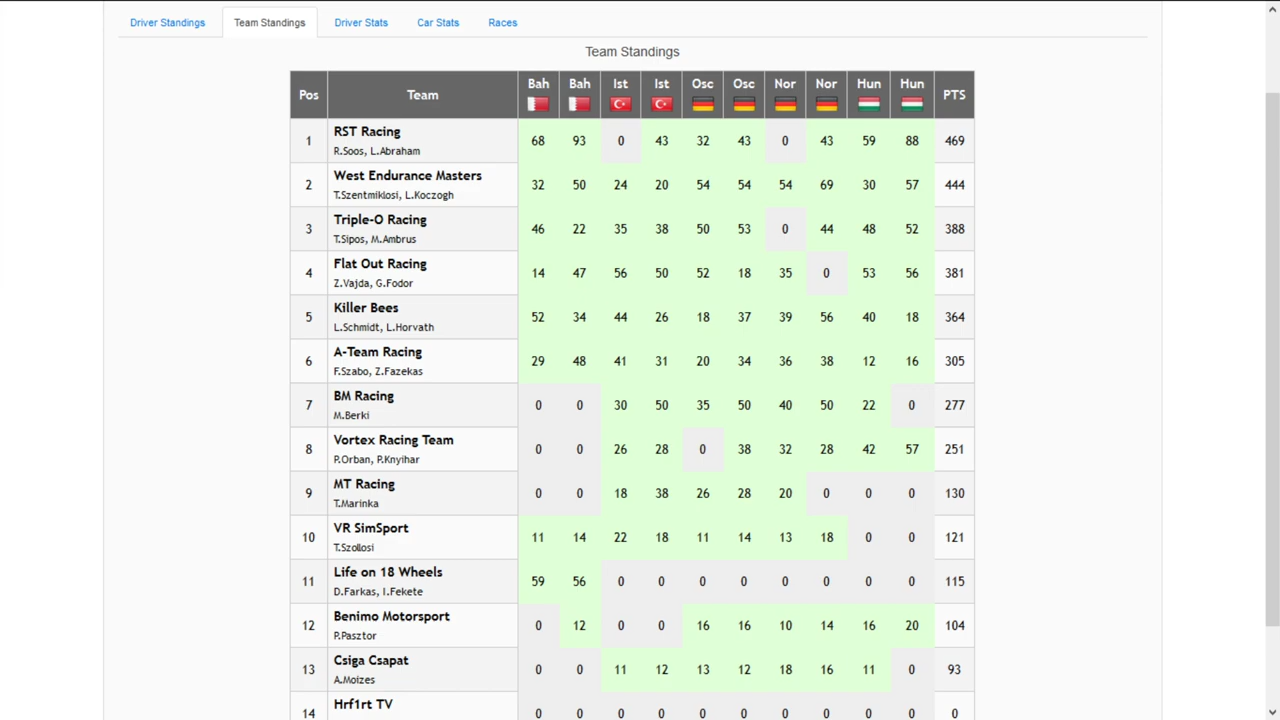 Driver Standings Team Standings Driver Stats Car Stats Races
Team Standings
Pos Team Bah Bah Ist Ist Osc Osc Nor Nor Hun Hun PTS
1 RST Racing 68 93 0 43 32 43 0 43 59 88 469
R.Soos, L.Abraham
2 West Endurance Masters 32 50 24 20 54 54 54 69 30 57 444
T.Szentmiklosi, L.Koczogh
3 Triple-O Racing 46 22 35 38 50 53 0 44 48 52 388
T.Sipos, M.Ambrus
4 Flat Out Racing 14 47 56 50 52 18 35 0 53 56 381
Z.Vajda, G.Fodor
5 Killer Bees 52 34 44 26 18 37 39 56 40 18 364
L.Schmidt, L.Horvath
6 A-Team Racing 29 48 41 31 20 34 36 38 12 16 305
F.Szabo, Z.Fazekas
7 BM Racing 0 0 30 50 35 50 40 50 22 0 277
M.Berki
8 Vortex Racing Team 0 0 26 28 0 38 32 28 42 57 251
P.Orban, P.Knyihar
9 MT Racing 0 0 18 38 26 28 20 0 0 0 130
T.Marinka
10 VR SimSport 11 14 22 18 11 14 13 18 0 0 121
T.Szollosi
11 Life on 18 Wheels 59 56 0 0 0 0 0 0 0 0 115
D.Farkas, I.Fekete
12 Benimo Motorsport 0 12 0 0 16 16 10 14 16 20 104
P.Pasztor
13 Csiga Csapat 0 0 11 12 13 12 18 16 11 0 93
A.Moizes
14 Hrf1rt TV 0 0 0 0 0 0 0 0 0 0 0